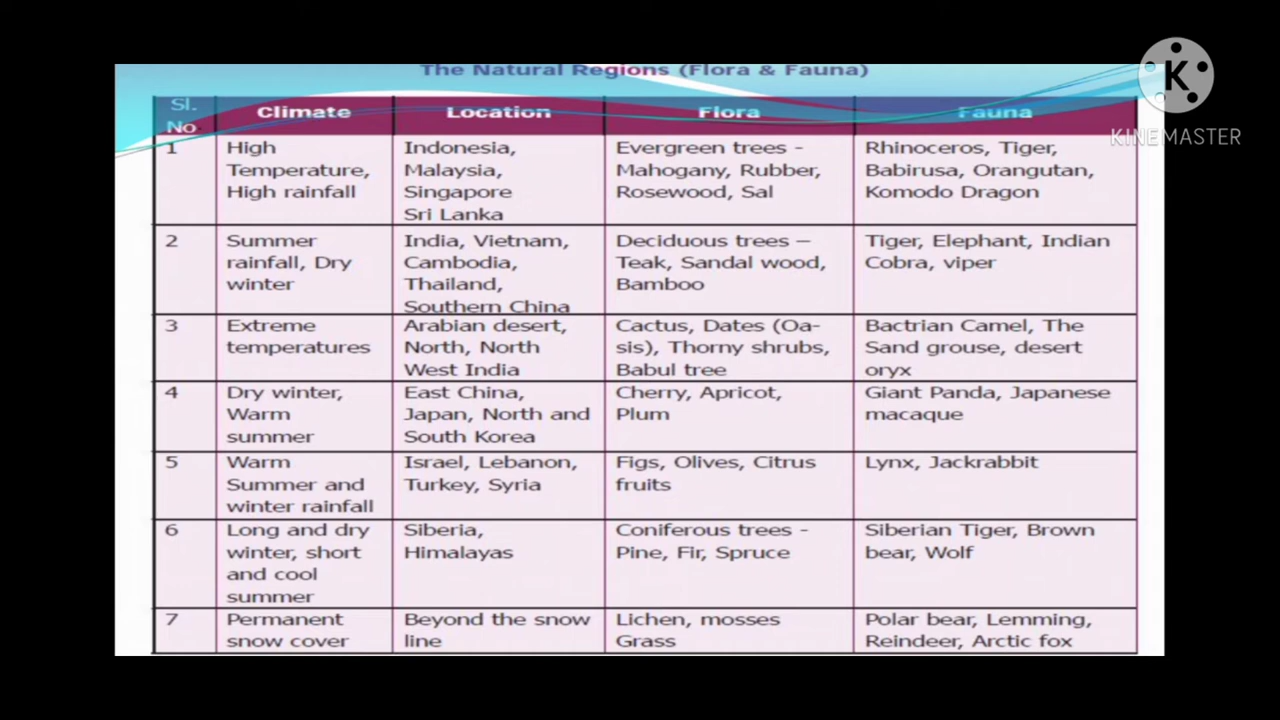 The Natural Regions (Flora & Fauna)
KINEMASTER
Sl. No. Climate Location Flora Fauna
1 High Temperature, High rainfall Indonesia, Malaysia, Singapore Sri Lanka Evergreen trees - Mahogany, Rubber, Rosewood, Sal Rhinoceros, Tiger, Babirusa, Orangutan, Komodo Dragon
2 Summer rainfall, Dry winter India, Vietnam, Cambodia, Thailand, Southern China Deciduous trees – Teak, Sandal wood, Bamboo Tiger, Elephant, Indian Cobra, viper
3 Extreme temperatures Arabian desert, North, North West India Cactus, Dates (Oa-sis), Thorny shrubs, Babul tree Bactrian Camel, The Sand grouse, desert oryx
4 Dry winter, Warm summer East China, Japan, North and South Korea Cherry, Apricot, Plum Giant Panda, Japanese macaque
5 Warm Summer and winter rainfall Israel, Lebanon, Turkey, Syria Figs, Olives, Citrus fruits Lynx, Jackrabbit
6 Long and dry winter, short and cool summer Siberia, Himalayas Coniferous trees - Pine, Fir, Spruce Siberian Tiger, Brown bear, Wolf
7 Permanent snow cover Beyond the snow line Lichen, mosses Grass Polar bear, Lemming, Reindeer, Arctic fox